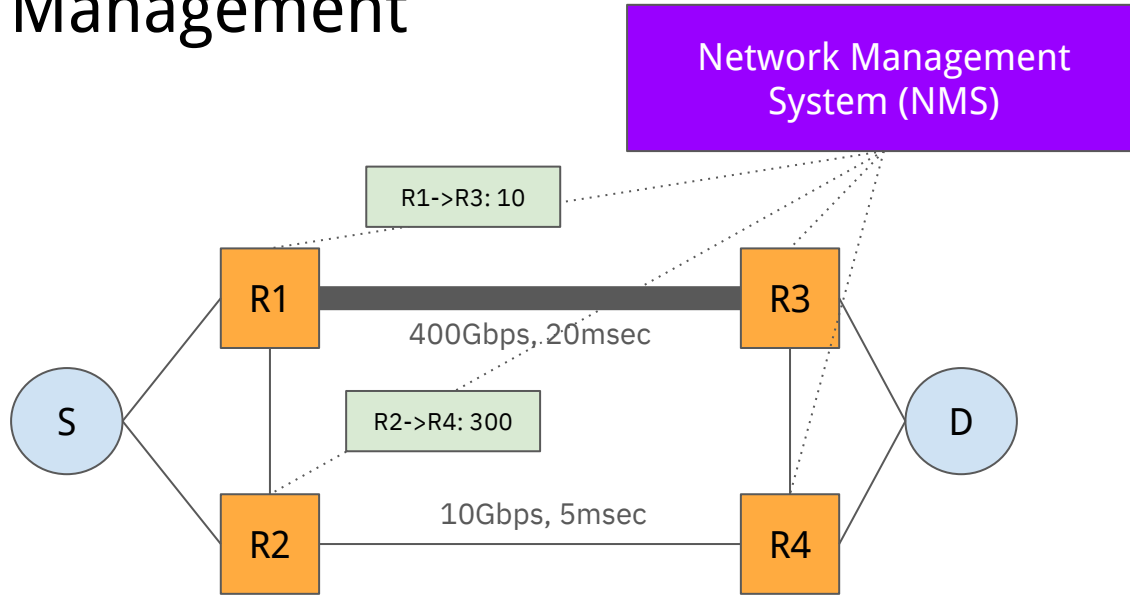 Management
Network Management
System (NMS)
R1->R3: 10
R1
R3
400Gbps, 20msec
S
R2->R4: 300
D
10Gbps, 5msec
R2
R4